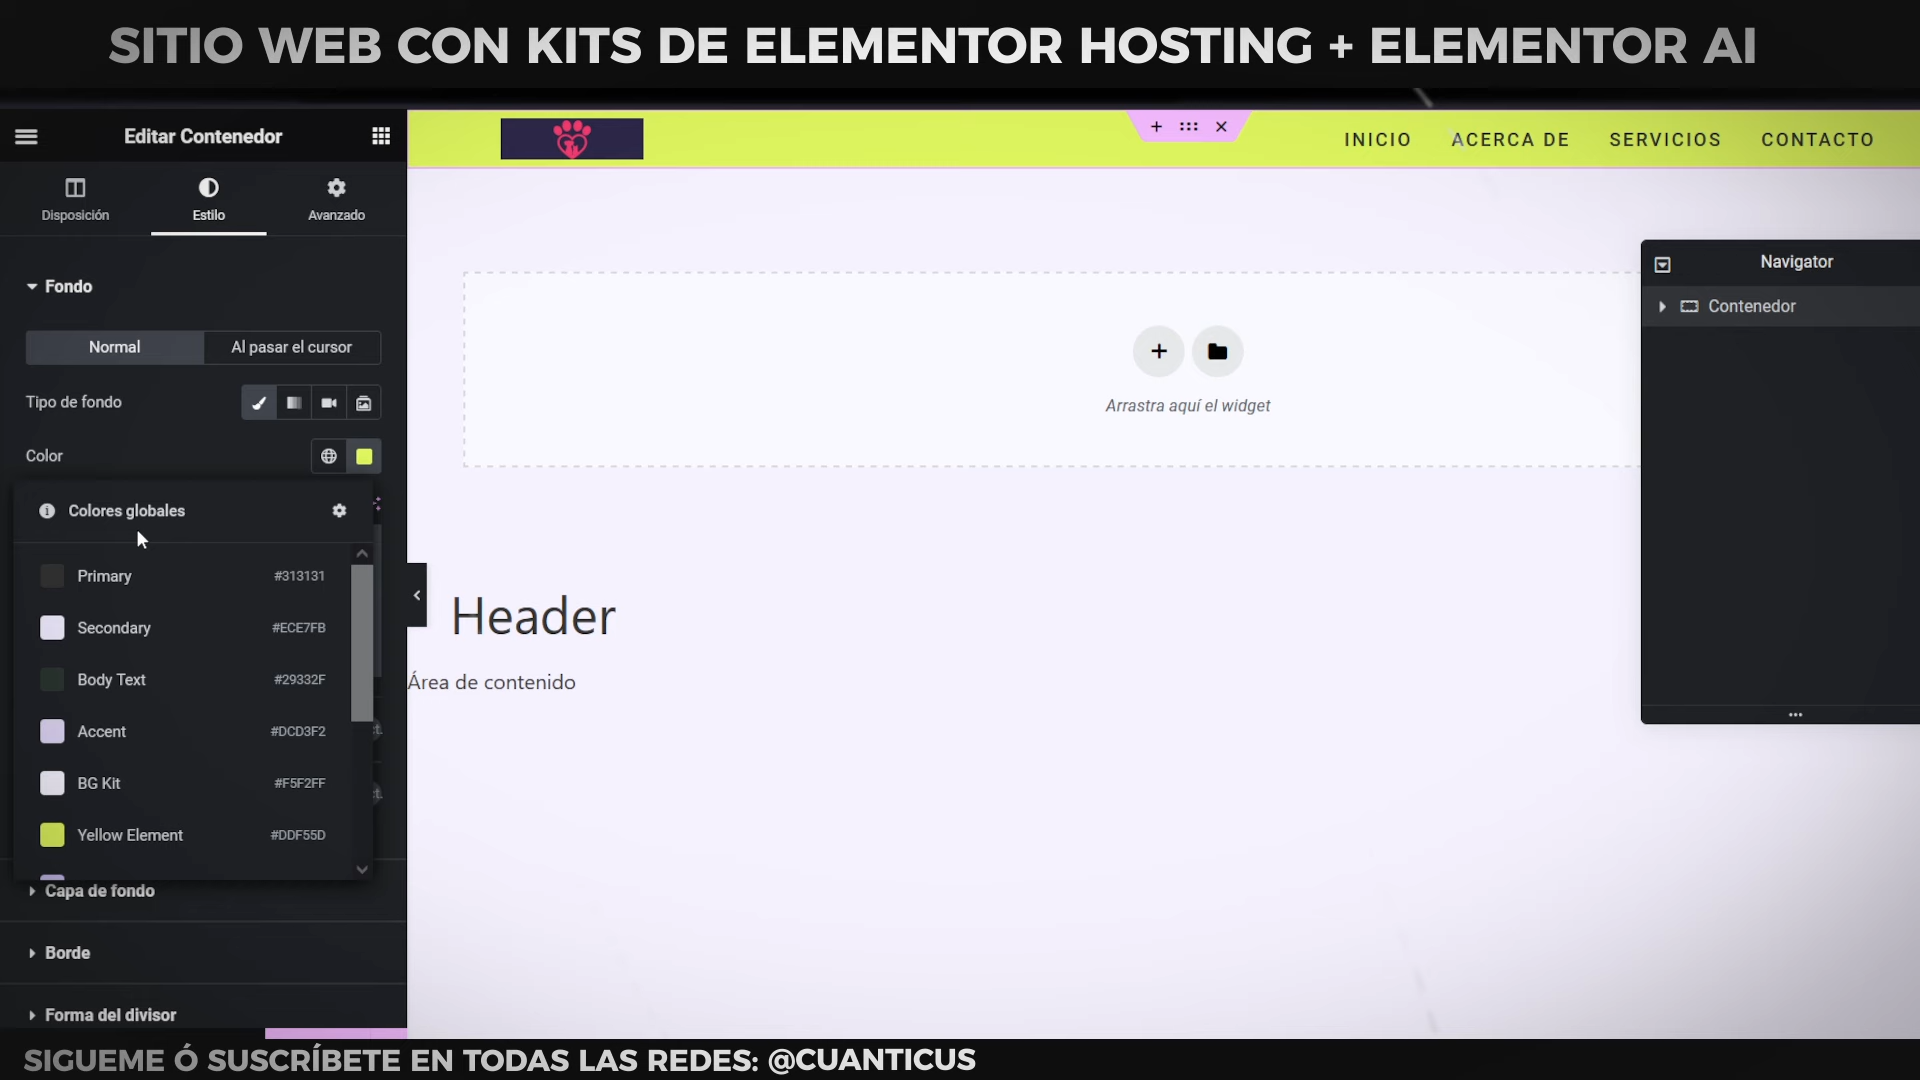 SITIO WEB CON KITS DE ELEMENTOR HOSTING + ELEMENTOR AI
Editar Contenedor
Disposición
Estilo
Avanzado
Fondo
Normal
Al pasar el cursor
Tipo de fondo
Color
Colores globales
Primary #313131
Secondary #ECE7FB
Body Text #29332F
Accent #DCD3F2
BG Kit #F5F2FF
Yellow Element #DDF55D
Capa de fondo
Borde
Forma del divisor
INICIO ACERCA DE SERVICIOS CONTACTO
Arrastra aquí el widget
Header
Área de contenido
Navigator
Contenedor
SIGUEME Ó SUSCRÍBETE EN TODAS LAS REDES: @CUANTICUS